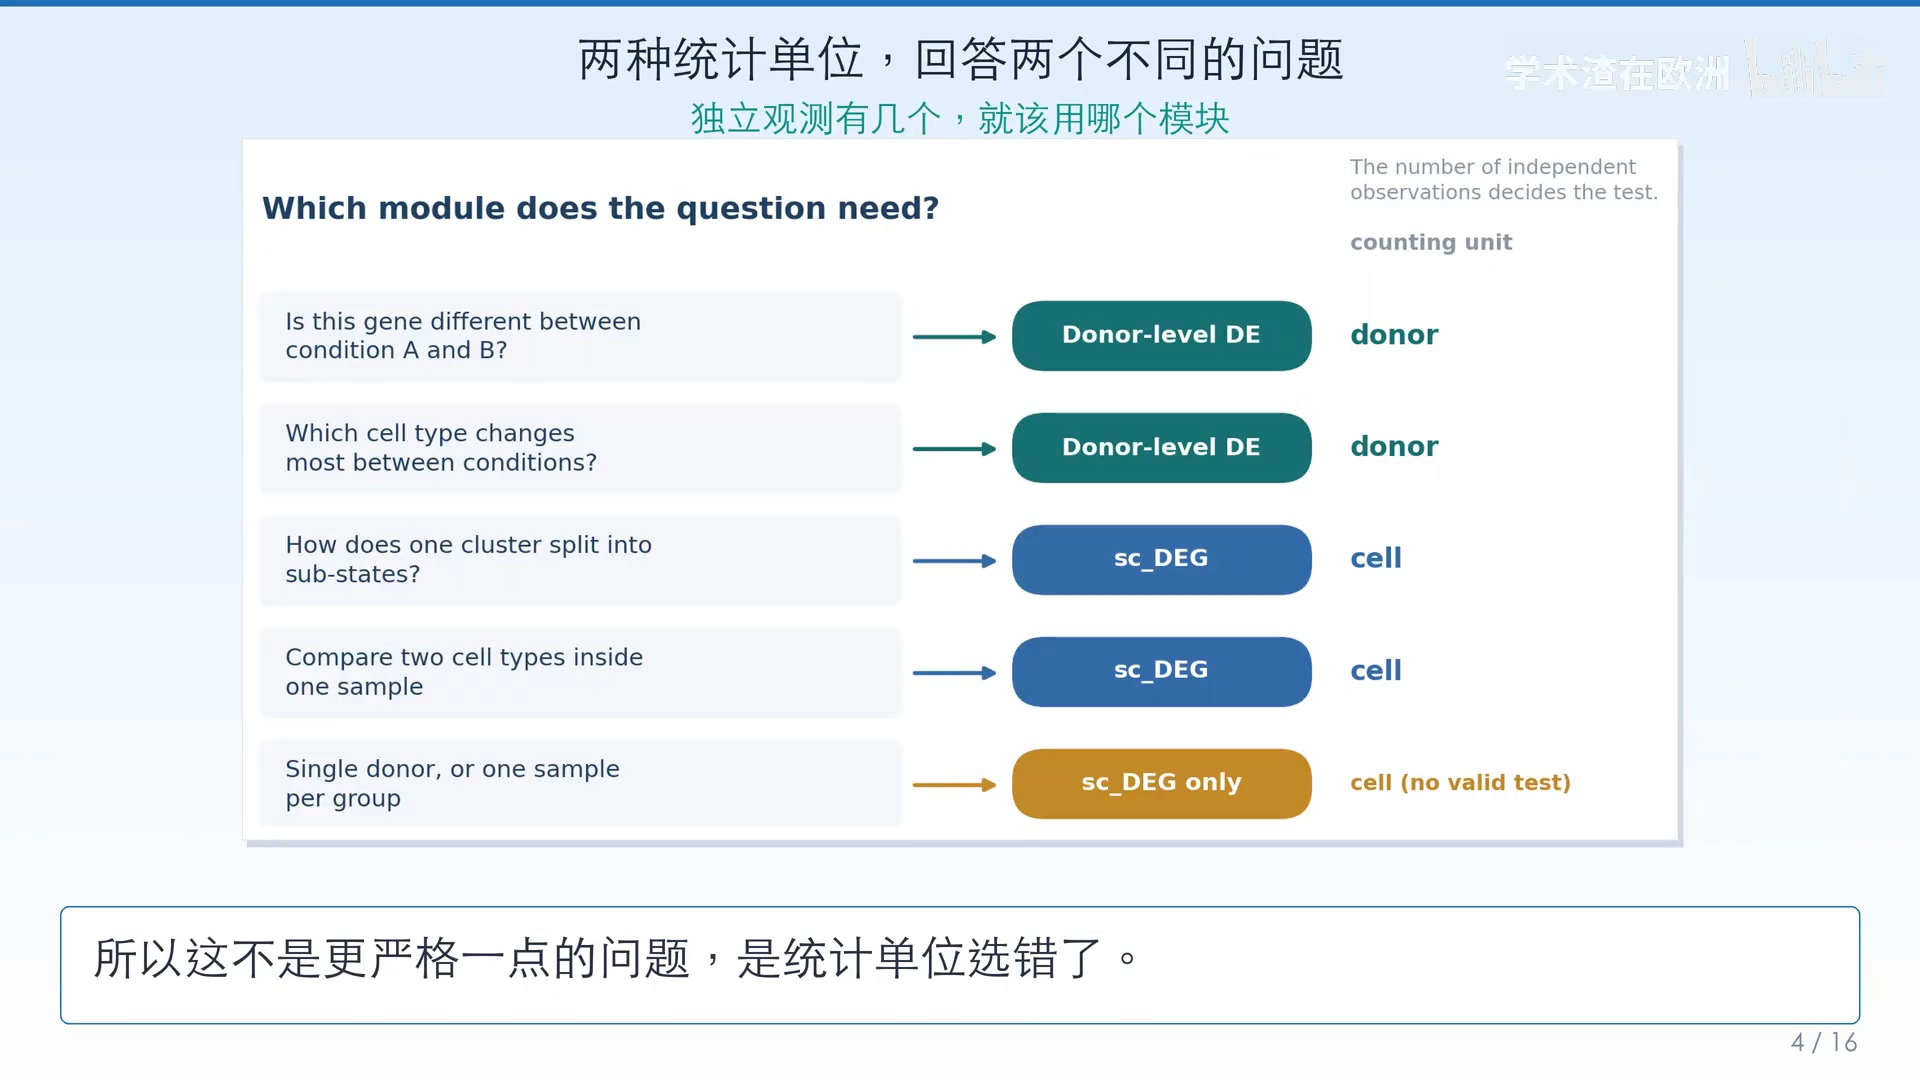 两种统计单位，回答两个不同的问题
学术渣在欧洲 bilibili
独立观测有几个，就该用哪个模块
The number of independent
observations decides the test.
Which module does the question need?
counting unit
Is this gene different between
condition A and B?
Donor-level DE
donor
Which cell type changes
most between conditions?
Donor-level DE
donor
How does one cluster split into
sub-states?
sc_DEG
cell
Compare two cell types inside
one sample
sc_DEG
cell
Single donor, or one sample
per group
sc_DEG only
cell (no valid test)
所以这不是更严格一点的问题，是统计单位选错了。
4 / 16